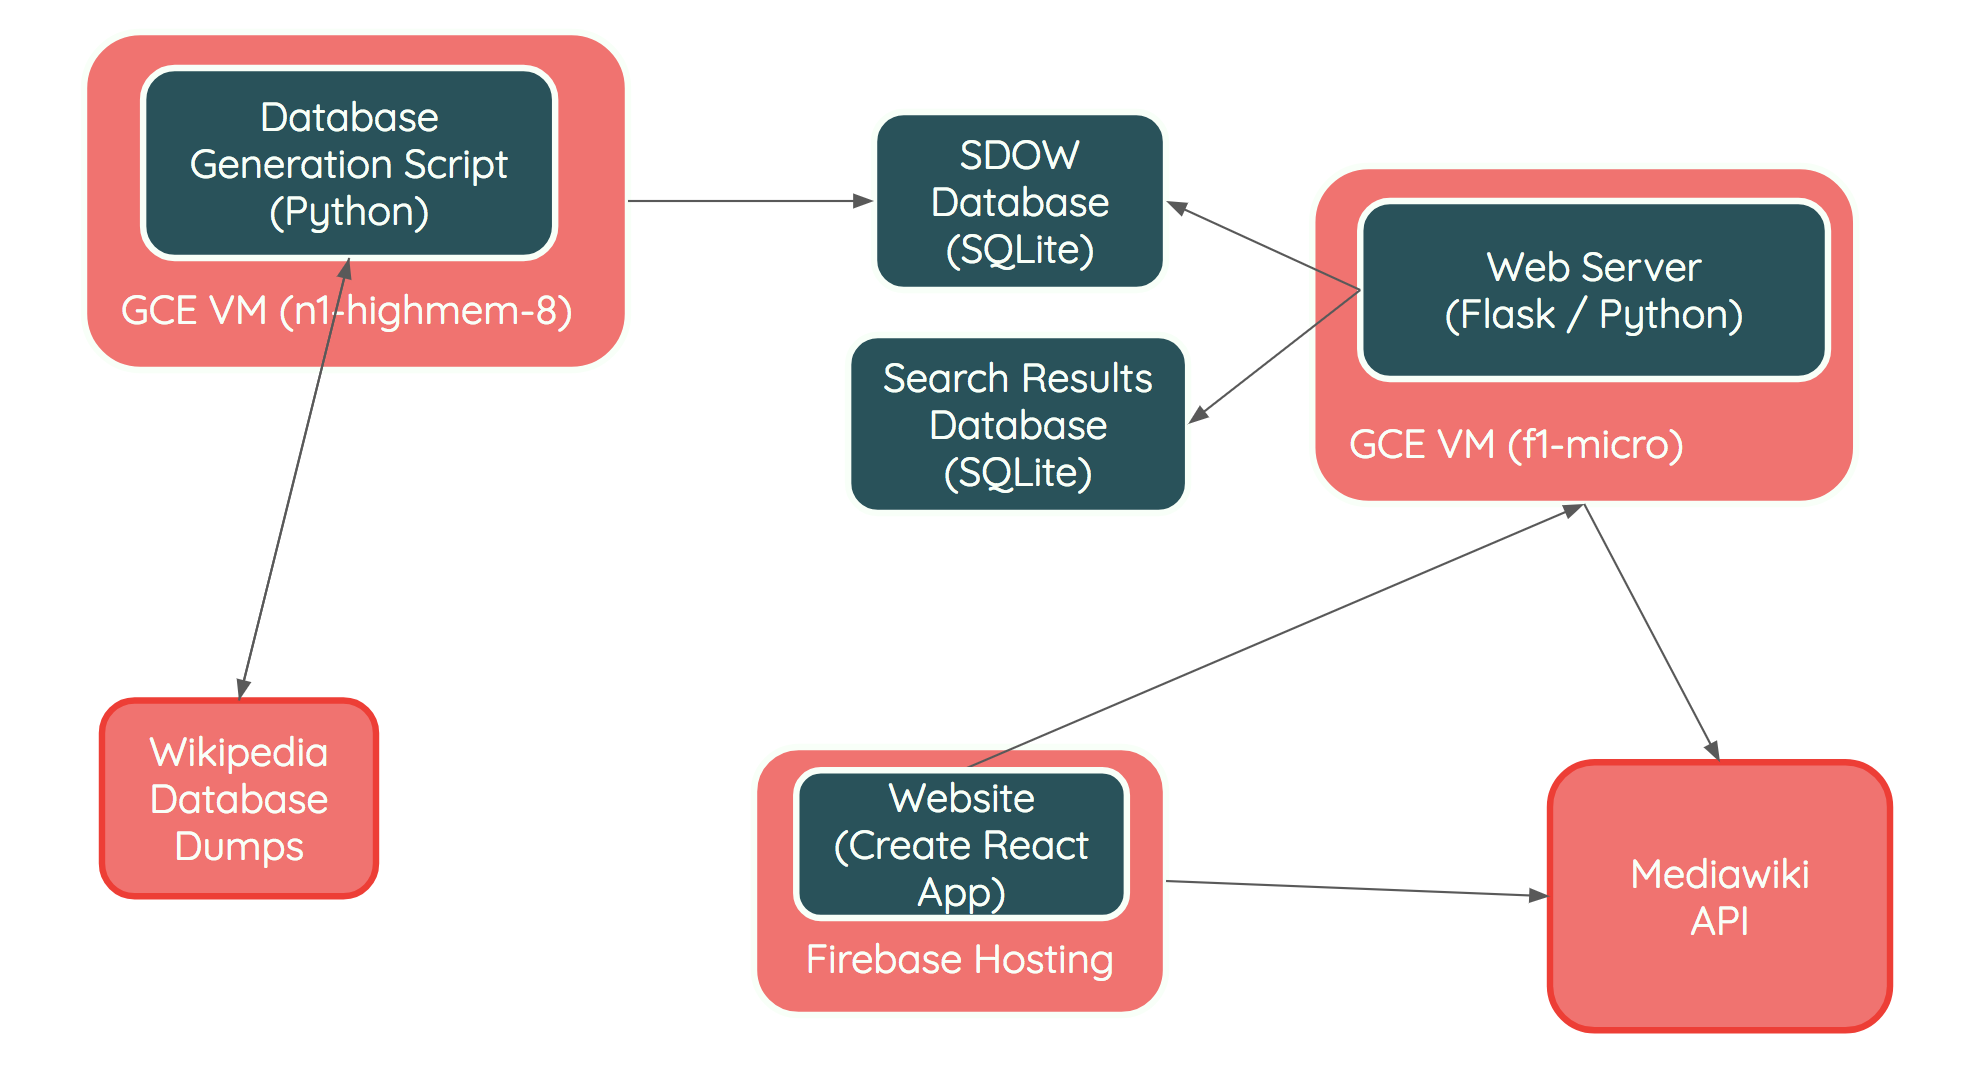 Database
Generation Script
(Python)
GCE VM (n1-highmem-8)
SDOW
Database
(SQLite)
Search Results
Database
(SQLite)
Web Server
(Flask / Python)
GCE VM (f1-micro)
Wikipedia
Database
Dumps
Website
(Create React
App)
Firebase Hosting
Mediawiki
API